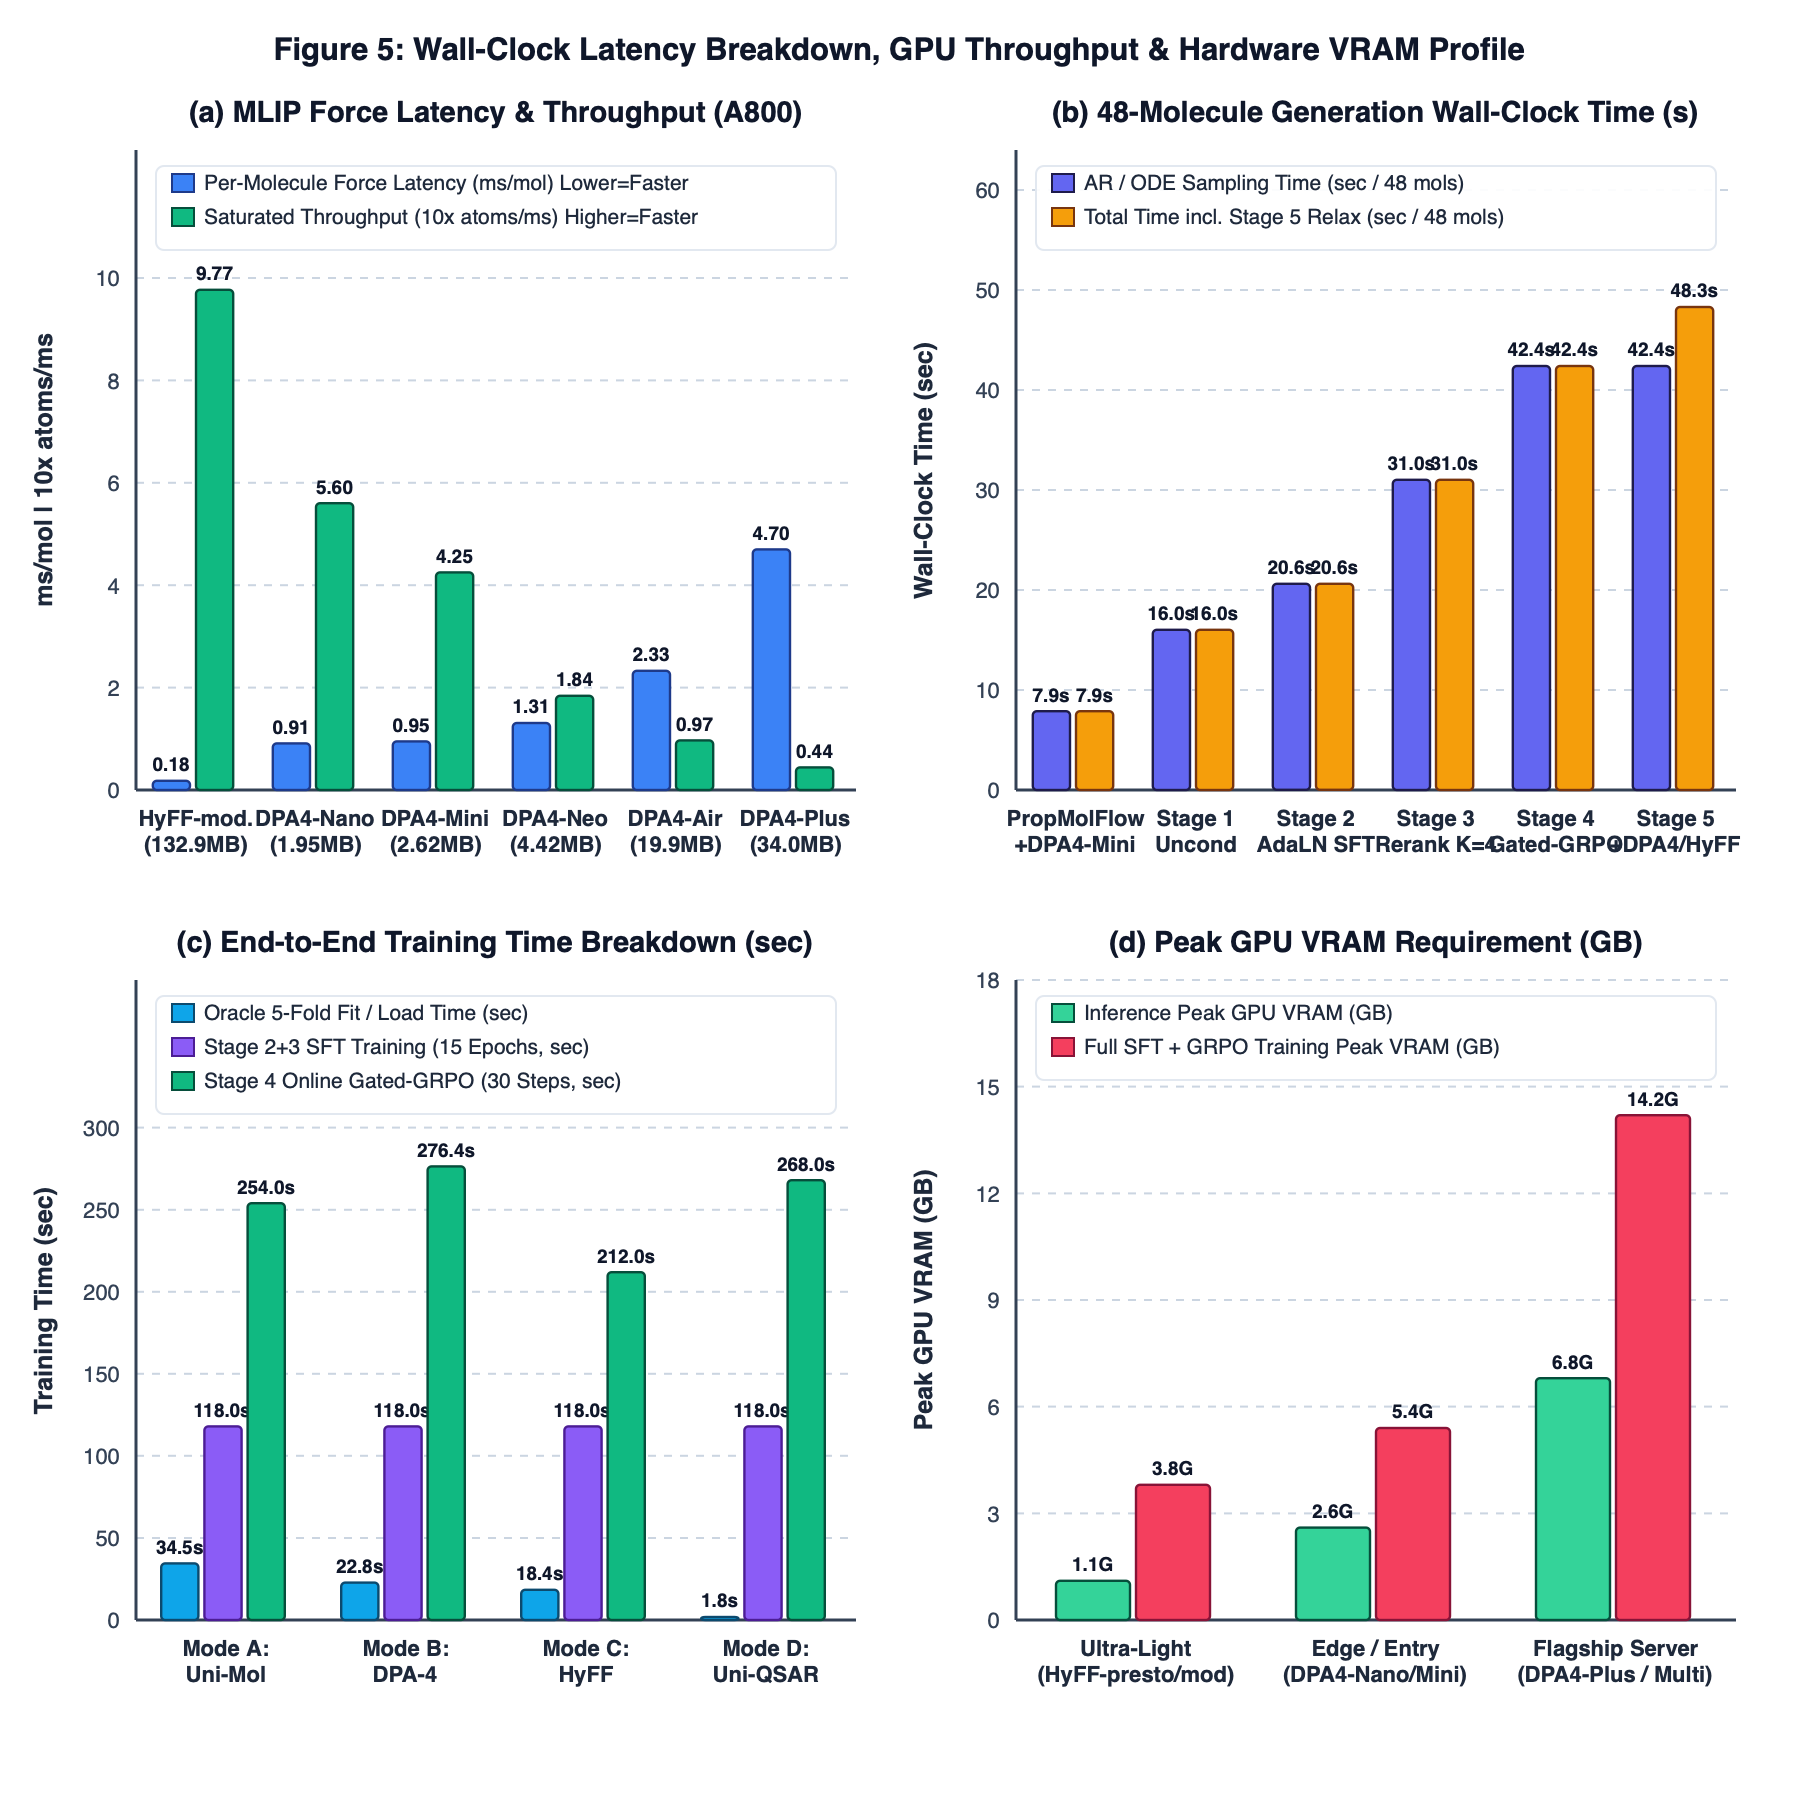 Figure 5: Wall-Clock Latency Breakdown, GPU Throughput & Hardware VRAM Profile
(a) MLIP Force Latency & Throughput (A800)
Per-Molecule Force Latency (ms/mol) Lower=Faster
Saturated Throughput (10x atoms/ms) Higher=Faster
ms/mol | 10x atoms/ms
10
8
6
4
2
0
0.18
9.77
0.91
5.60
0.95
4.25
1.31
1.84
2.33
0.97
4.70
0.44
HyFF-mod. DPA4-Nano DPA4-Mini DPA4-Neo DPA4-Air DPA4-Plus
(132.9MB) (1.95MB) (2.62MB) (4.42MB) (19.9MB) (34.0MB)
(b) 48-Molecule Generation Wall-Clock Time (s)
AR / ODE Sampling Time (sec / 48 mols)
Total Time incl. Stage 5 Relax (sec / 48 mols)
Wall-Clock Time (sec)
60
50
40
30
20
10
0
7.9s 7.9s
16.0s 16.0s
20.6s 20.6s
31.0s 31.0s
42.4s 42.4s
42.4s 48.3s
PropMolFlow Stage 1 Stage 2 Stage 3 Stage 4 Stage 5
+DPA4-Mini Uncond AdaLN SFT Rerank K=4 Gated-GRPO +DPA4/HyFF
(c) End-to-End Training Time Breakdown (sec)
Oracle 5-Fold Fit / Load Time (sec)
Stage 2+3 SFT Training (15 Epochs, sec)
Stage 4 Online Gated-GRPO (30 Steps, sec)
Training Time (sec)
300
250
200
150
100
50
0
34.5s
118.0s
254.0s
22.8s
118.0s
276.4s
18.4s
118.0s
212.0s
1.8s
118.0s
268.0s
Mode A: Mode B: Mode C: Mode D:
Uni-Mol DPA-4 HyFF Uni-QSAR
(d) Peak GPU VRAM Requirement (GB)
Inference Peak GPU VRAM (GB)
Full SFT + GRPO Training Peak VRAM (GB)
Peak GPU VRAM (GB)
18
15
12
9
6
3
0
1.1G
3.8G
2.6G
5.4G
6.8G
14.2G
Ultra-Light Edge / Entry Flagship Server
(HyFF-presto/mod) (DPA4-Nano/Mini) (DPA4-Plus / Multi)